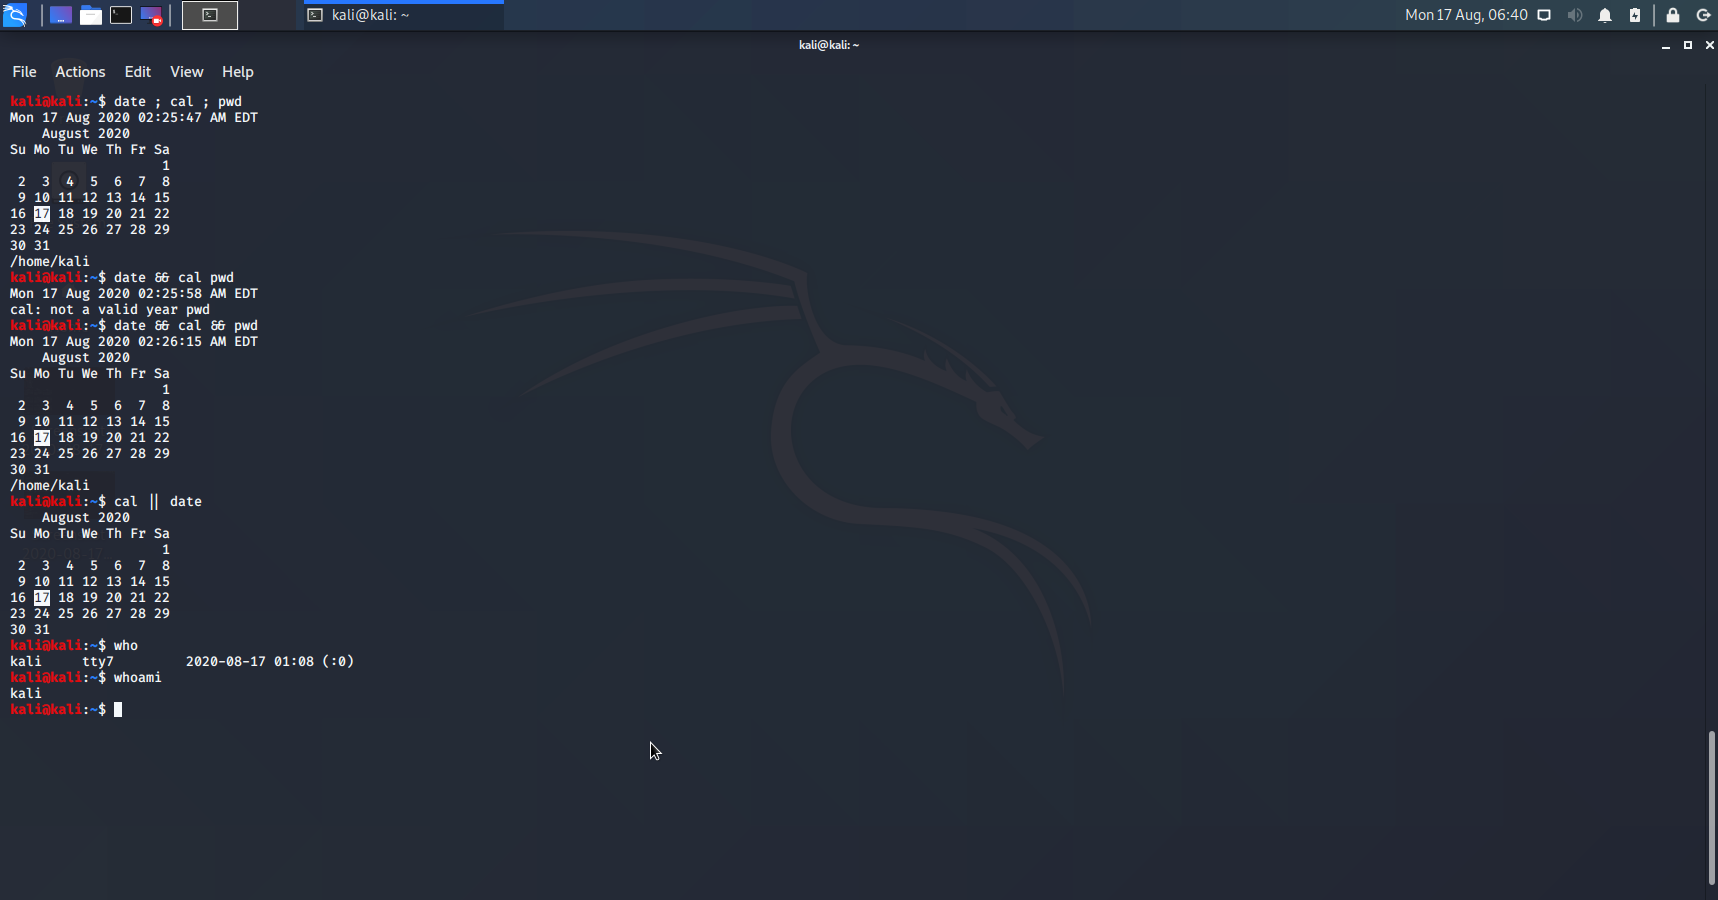 kali@kali: ~
Mon 17 Aug, 06:40
kali@kali: ~
File Actions Edit View Help
kali@kali:~$ date ; cal ; pwd
Mon 17 Aug 2020 02:25:47 AM EDT
August 2020
Su Mo Tu We Th Fr Sa
1
2 3 4 5 6 7 8
9 10 11 12 13 14 15
16 17 18 19 20 21 22
23 24 25 26 27 28 29
30 31
/home/kali
kali@kali:~$ date && cal pwd
Mon 17 Aug 2020 02:25:58 AM EDT
cal: not a valid year pwd
kali@kali:~$ date && cal && pwd
Mon 17 Aug 2020 02:26:15 AM EDT
August 2020
Su Mo Tu We Th Fr Sa
1
2 3 4 5 6 7 8
9 10 11 12 13 14 15
16 17 18 19 20 21 22
23 24 25 26 27 28 29
30 31
/home/kali
kali@kali:~$ cal || date
August 2020
Su Mo Tu We Th Fr Sa
1
2 3 4 5 6 7 8
9 10 11 12 13 14 15
16 17 18 19 20 21 22
23 24 25 26 27 28 29
30 31
kali@kali:~$ who
kali tty7 2020-08-17 01:08 (:0)
kali@kali:~$ whoami
kali
kali@kali:~$